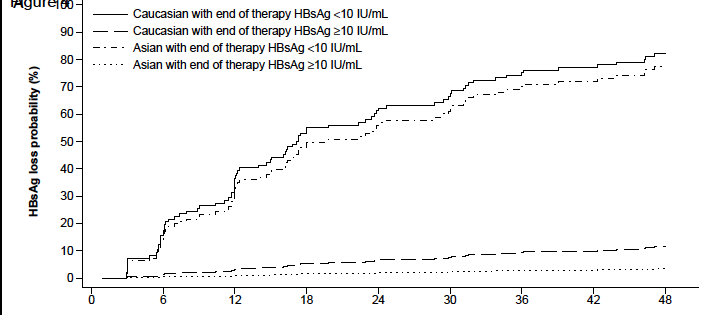 100
Caucasian with end of therapy HBsAg <10 IU/mL
Caucasian with end of therapy HBsAg ≥10 IU/mL
Asian with end of therapy HBsAg <10 IU/mL
Asian with end of therapy HBsAg ≥10 IU/mL
HBsAg loss probability (%)
90
80
70
60
50
40
30
20
10
0
0 6 12 18 24 30 36 42 48